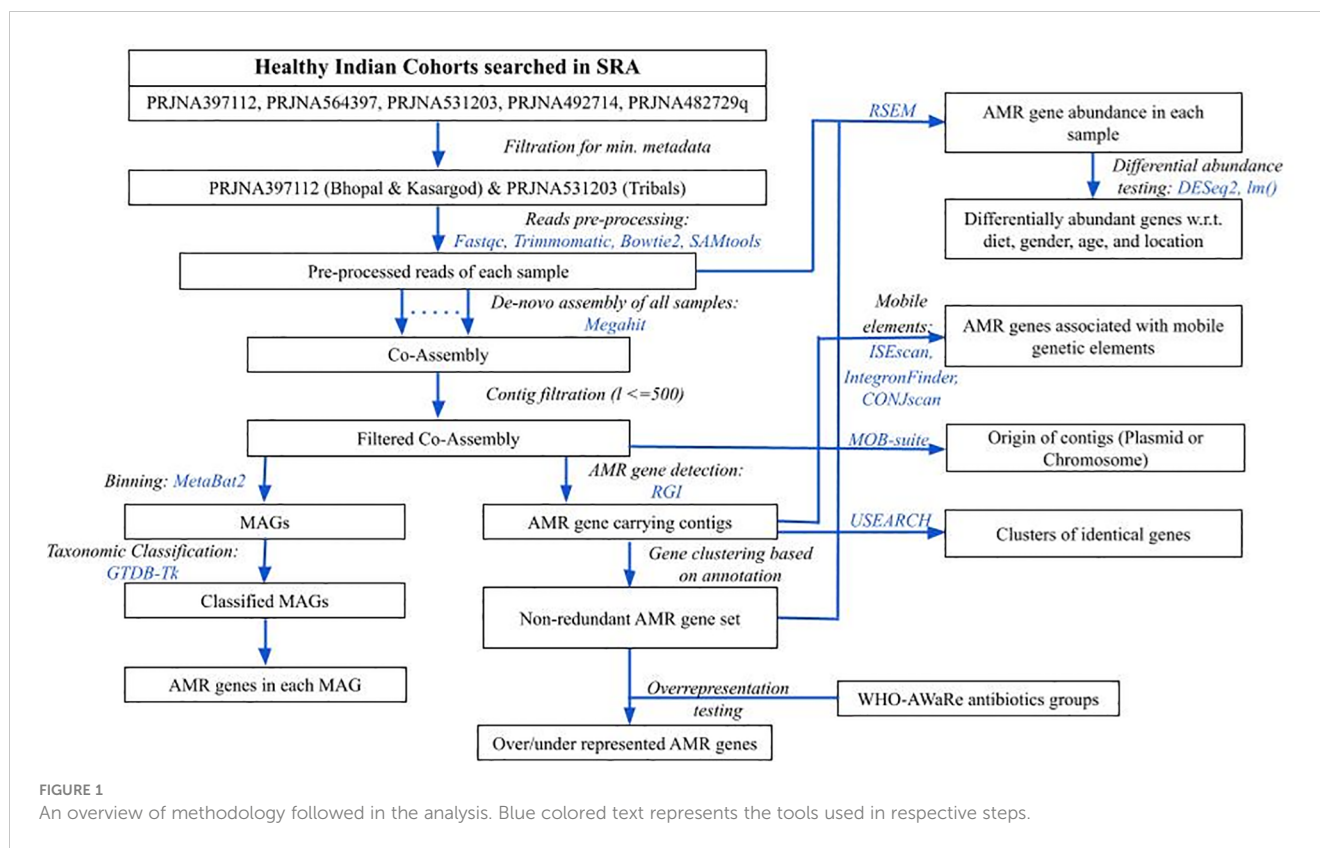 Healthy Indian Cohorts searched in SRA
PRJNA397112, PRJNA564397, PRJNA531203, PRJNA492714, PRJNA482729q
Filtration for min. metadata
PRJNA397112 (Bhopal & Kasargod) & PRJNA531203 (Tribals)
Reads pre-processing:
Fastqc, Trimmomatic, Bowtie2, SAMtools
Pre-processed reads of each sample
De-novo assembly of all samples:
Megahit
Co-Assembly
Contig filtration (l <=500)
Filtered Co-Assembly
Binning: MetaBat2
MAGs
Taxonomic Classification:
GTDB-Tk
Classified MAGs
AMR genes in each MAG
AMR gene detection:
RGI
AMR gene carrying contigs
Gene clustering based
on annotation
Non-redundant AMR gene set
Overrepresentation
testing
WHO-AWaRe antibiotics groups
Over/under represented AMR genes
RSEM
AMR gene abundance in each
sample
Differential abundance
testing: DESeq2, lm()
Differentially abundant genes w.r.t.
diet, gender, age, and location
Mobile
elements:
ISEscan,
IntegronFinder,
CONJscan
AMR genes associated with mobile
genetic elements
MOB-suite
Origin of contigs (Plasmid or
Chromosome)
USEARCH
Clusters of identical genes
FIGURE 1
An overview of methodology followed in the analysis. Blue colored text represents the tools used in respective steps.